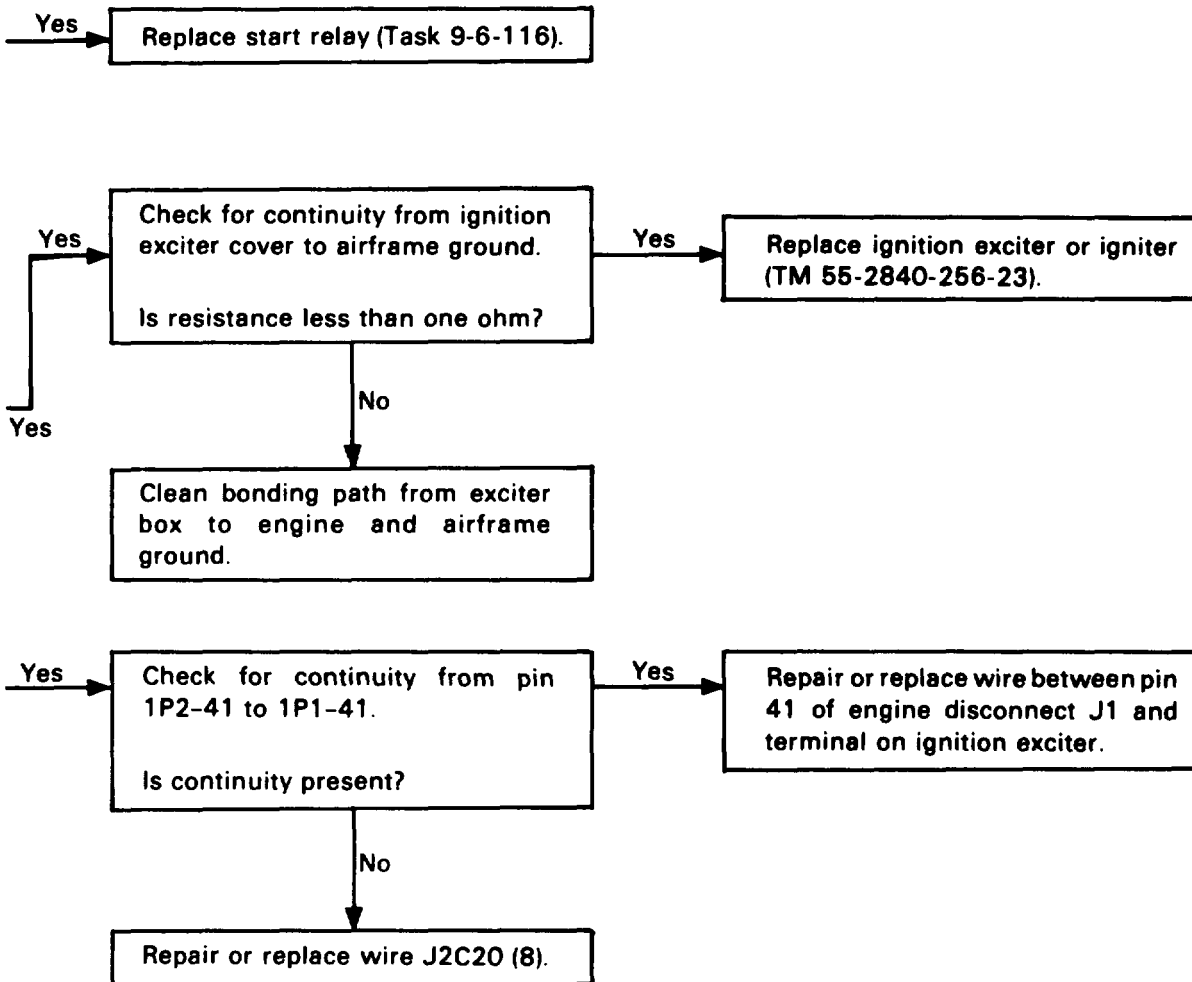 Yes
Replace start relay (Task 9-6-116).
Yes
Check for continuity from ignition
exciter cover to airframe ground.
Is resistance less than one ohm?
Yes
Replace ignition exciter or igniter
(TM 55-2840-256-23).
Yes
No
Clean bonding path from exciter
box to engine and airframe
ground.
Yes
Check for continuity from pin
1P2-41 to 1P1-41.
Is continuity present?
Yes
Repair or replace wire between pin
41 of engine disconnect J1 and
terminal on ignition exciter.
No
Repair or replace wire J2C20 (8).